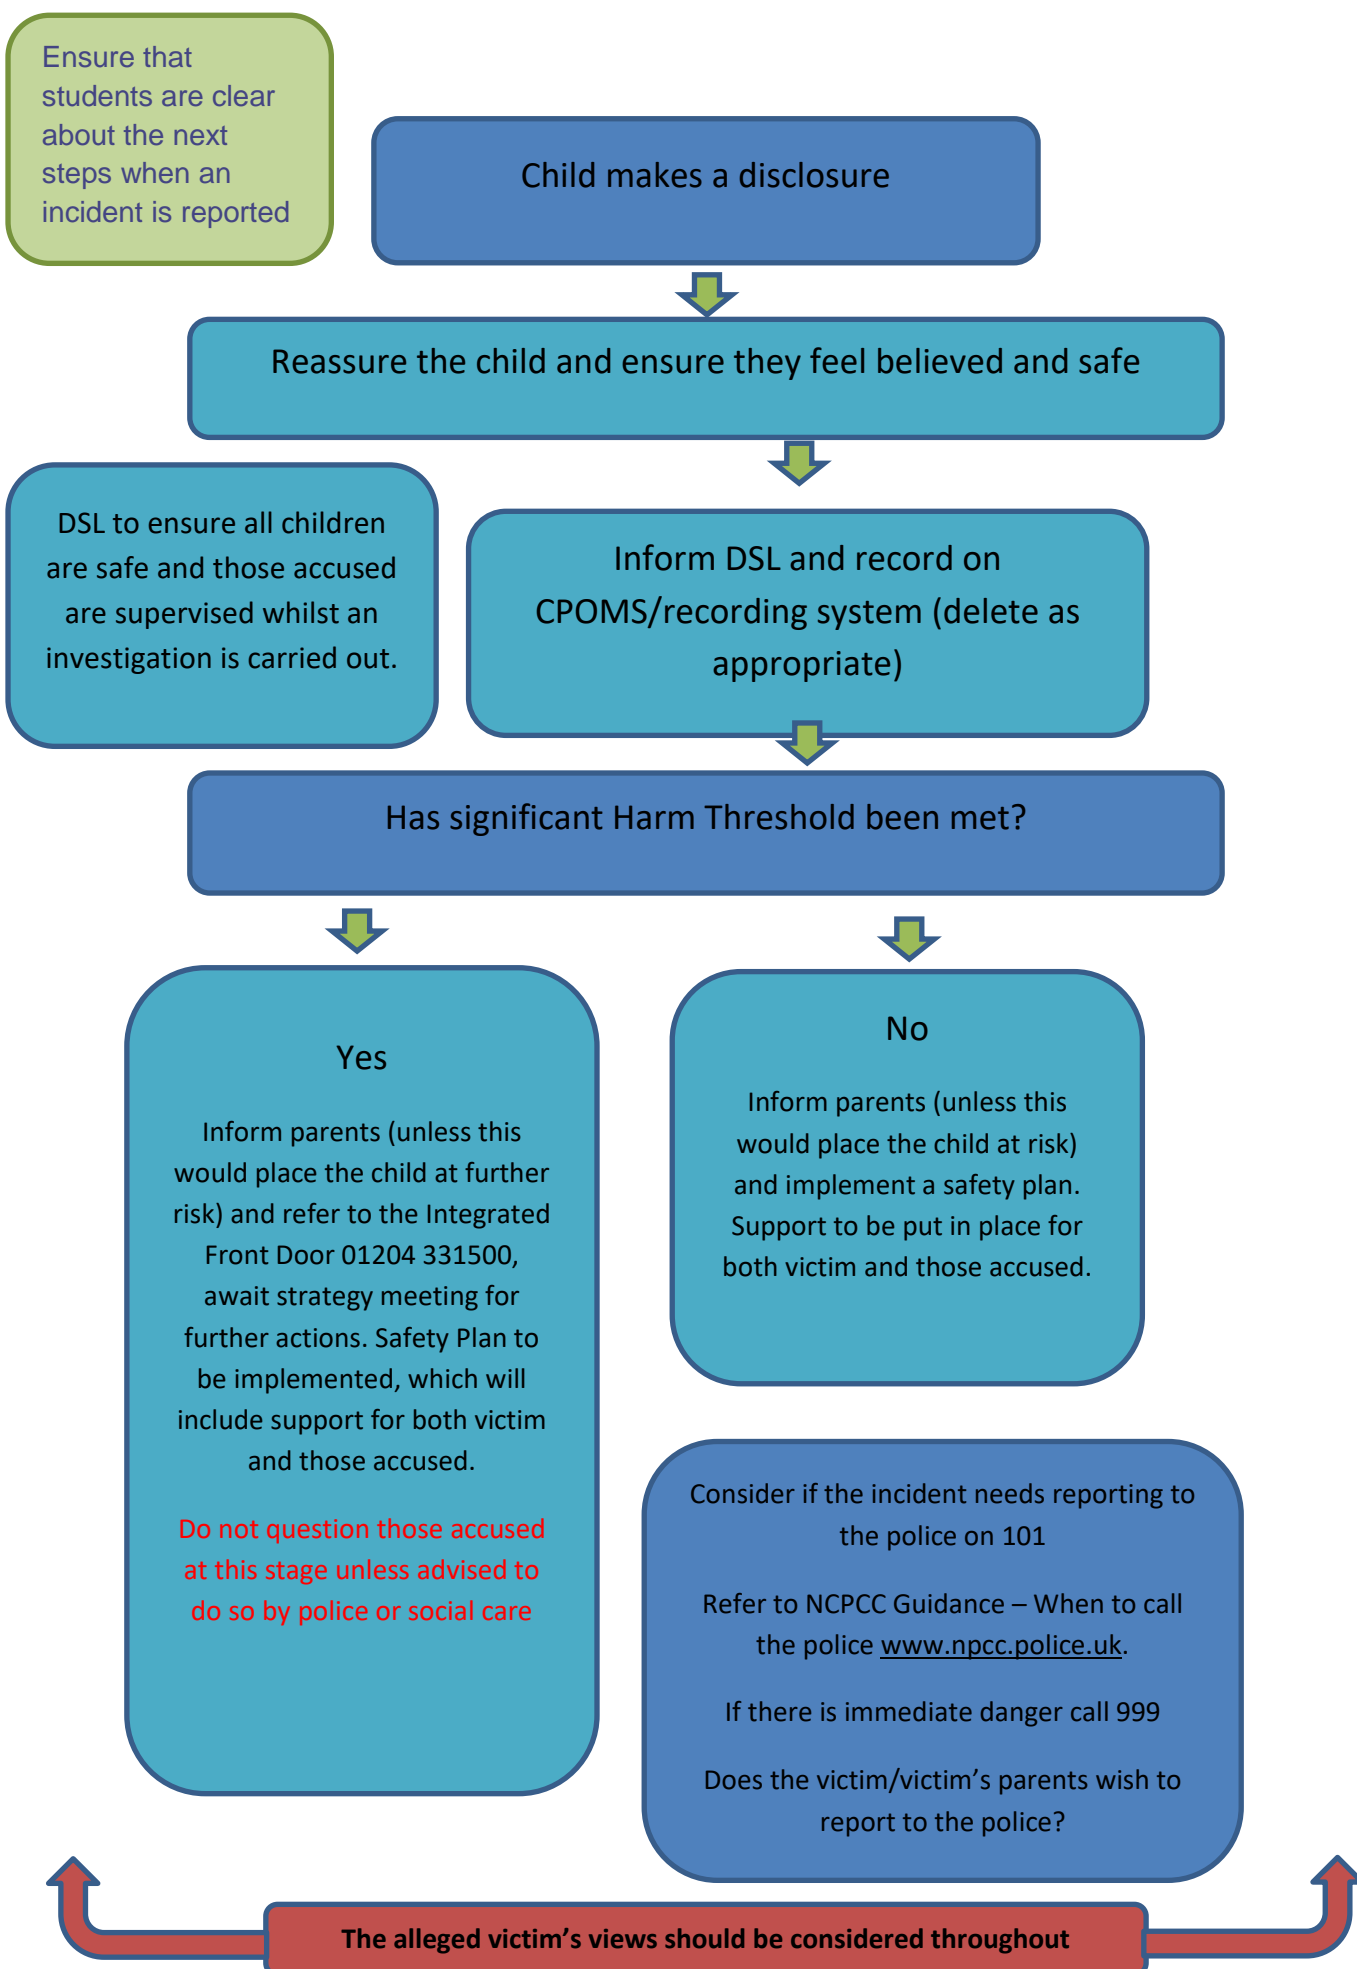 Ensure that
students are clear
about the next
steps when an
incident is reported
Child makes a disclosure
Reassure the child and ensure they feel believed and safe
DSL to ensure all children
are safe and those accused
are supervised whilst an
investigation is carried out.
Inform DSL and record on
CPOMS/recording system (delete as
appropriate)
Has significant Harm Threshold been met?
Yes
Inform parents (unless this
would place the child at further
risk) and refer to the Integrated
Front Door 01204 331500,
await strategy meeting for
further actions. Safety Plan to
be implemented, which will
include support for both victim
and those accused.
Do not question those accused
at this stage unless advised to
do so by police or social care
No
Inform parents (unless this
would place the child at risk)
and implement a safety plan.
Support to be put in place for
both victim and those accused.
Consider if the incident needs reporting to
the police on 101
Refer to NCPCC Guidance – When to call
the police www.npcc.police.uk.
If there is immediate danger call 999
Does the victim/victim’s parents wish to
report to the police?
The alleged victim’s views should be considered throughout